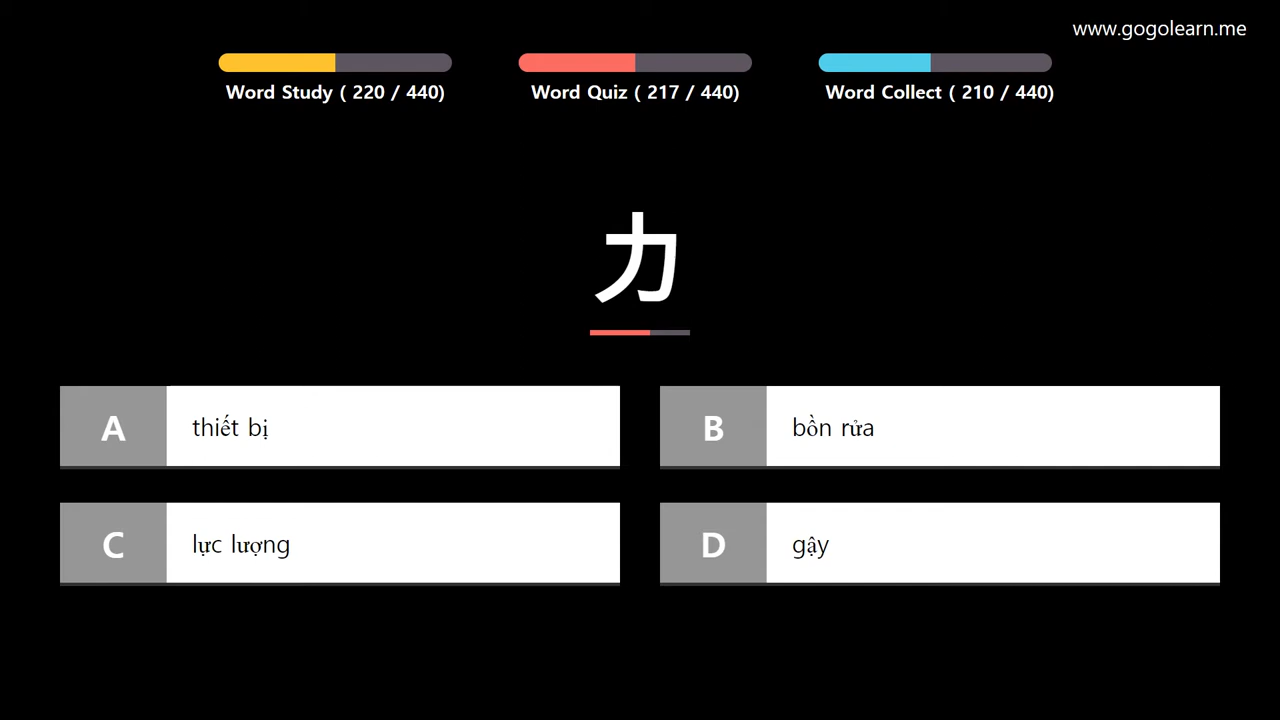 www.gogolearn.me
Word Study ( 220 / 440)
Word Quiz ( 217 / 440)
Word Collect ( 210 / 440)
力
A thiết bị
B bồn rửa
C lực lượng
D gậy